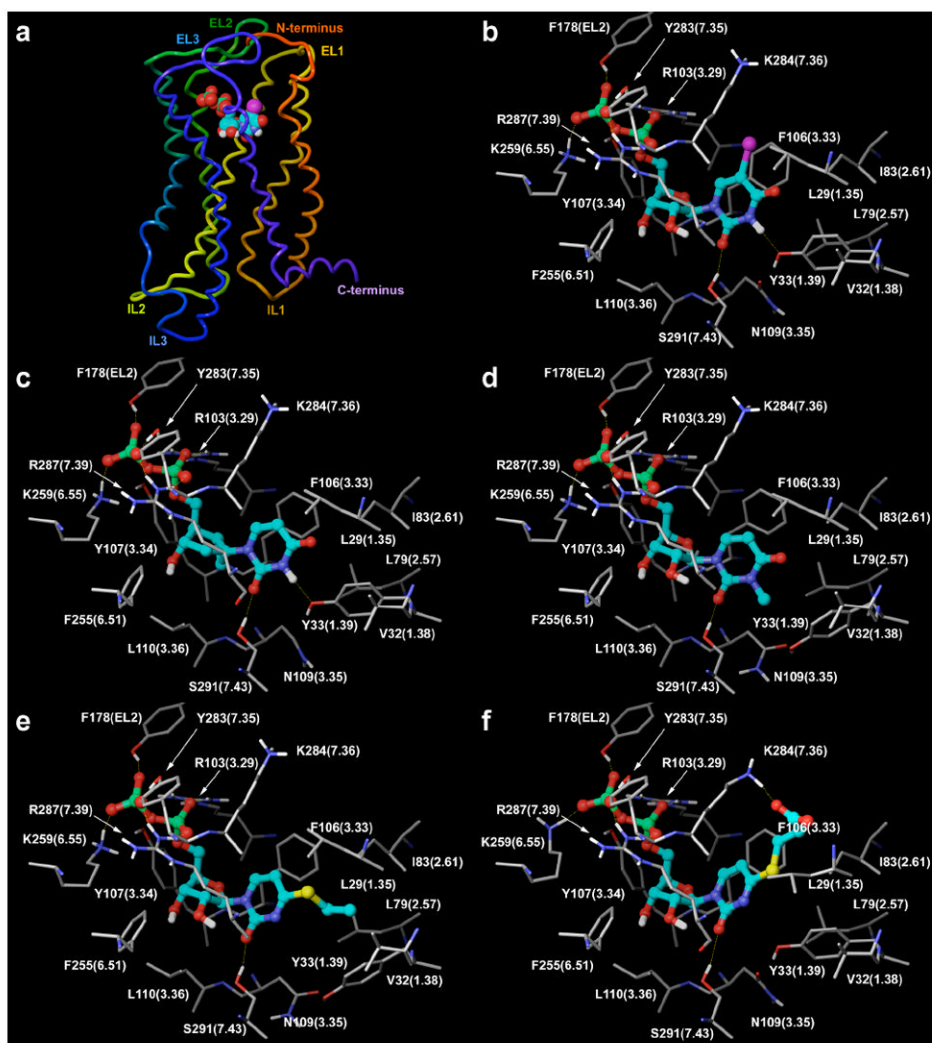 a
EL2
N-terminus
EL3
EL1
C-terminus
IL2
IL1
IL3
b
F178(EL2)
Y283(7.35)
K284(7.36)
R103(3.29)
R287(7.39)
F106(3.33)
K259(6.55)
I83(2.61)
L29(1.35)
Y107(3.34)
L79(2.57)
F255(6.51)
Y33(1.39)
V32(1.38)
L110(3.36)
N109(3.35)
S291(7.43)
c
F178(EL2)
Y283(7.35)
K284(7.36)
R103(3.29)
R287(7.39)
F106(3.33)
K259(6.55)
I83(2.61)
L29(1.35)
Y107(3.34)
L79(2.57)
F255(6.51)
Y33(1.39)
V32(1.38)
L110(3.36)
N109(3.35)
S291(7.43)
d
F178(EL2)
Y283(7.35)
K284(7.36)
R103(3.29)
R287(7.39)
F106(3.33)
K259(6.55)
I83(2.61)
L29(1.35)
Y107(3.34)
L79(2.57)
F255(6.51)
Y33(1.39)
V32(1.38)
L110(3.36)
N109(3.35)
S291(7.43)
e
F178(EL2)
Y283(7.35)
K284(7.36)
R103(3.29)
R287(7.39)
F106(3.33)
K259(6.55)
I83(2.61)
L29(1.35)
Y107(3.34)
L79(2.57)
F255(6.51)
Y33(1.39)
V32(1.38)
L110(3.36)
N109(3.35)
S291(7.43)
f
F178(EL2)
Y283(7.35)
K284(7.36)
R103(3.29)
R287(7.39)
F106(3.33)
K259(6.55)
I83(2.61)
L29(1.35)
Y107(3.34)
L79(2.57)
F255(6.51)
Y33(1.39)
V32(1.38)
L110(3.36)
N109(3.35)
S291(7.43)